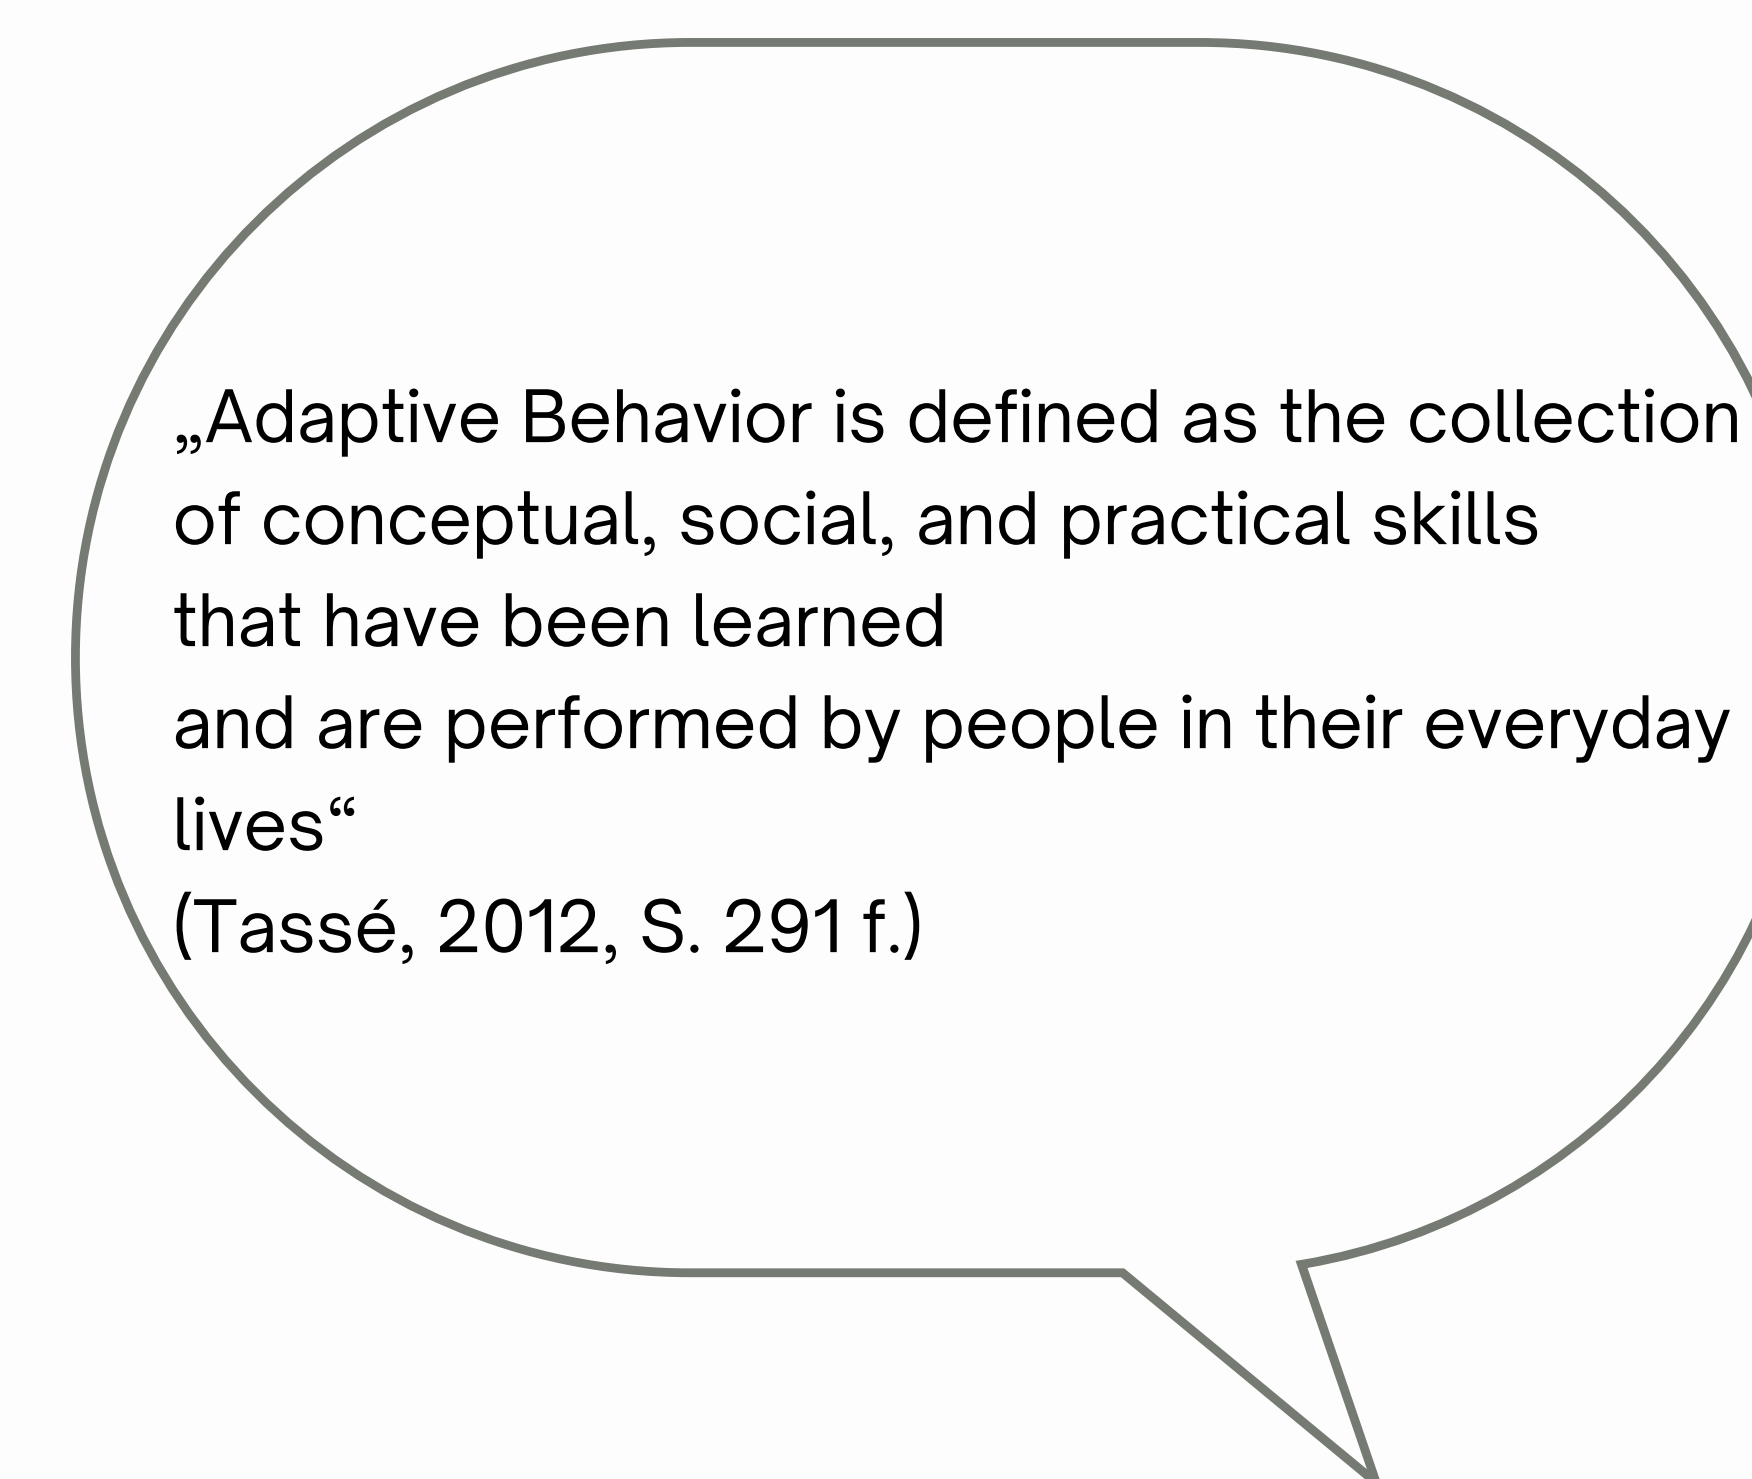 „Adaptive Behavior is defined as the collection
of conceptual, social, and practical skills
that have been learned
and are performed by people in their everyday
lives“
(Tassé, 2012, S. 291 f.)